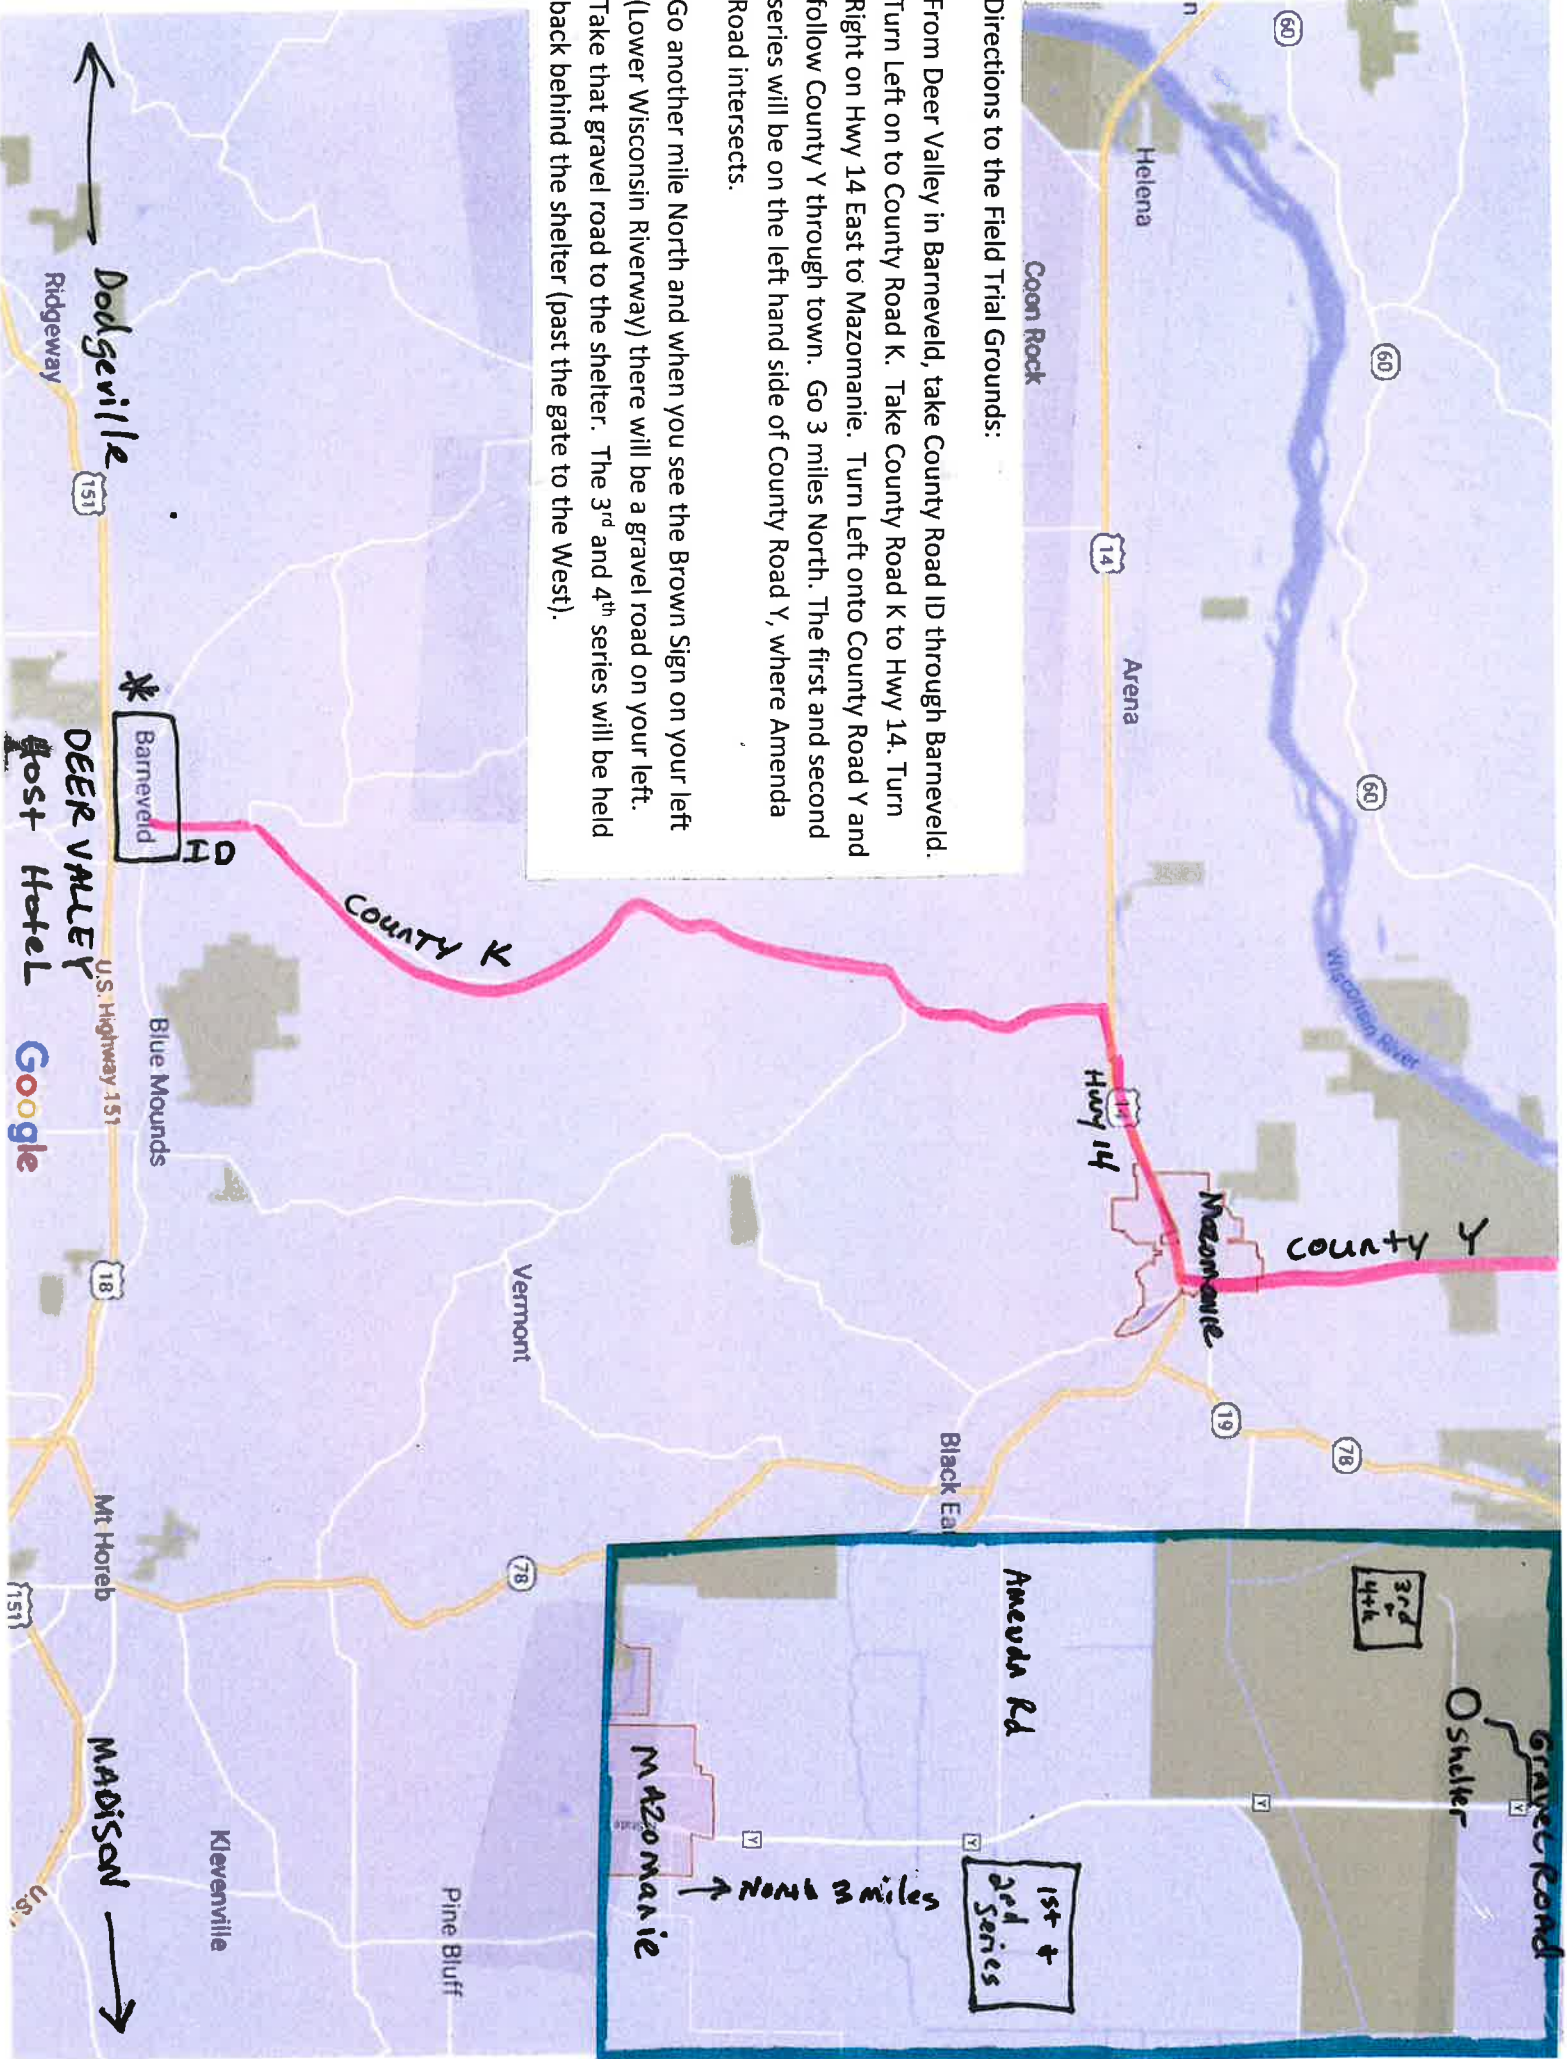 Directions to the Field Trial Grounds:
From Deer Valley in Barneveld, take County Road ID through Barneveld.
Turn Left on to County Road K. Take County Road K to Hwy 14. Turn
Right on Hwy 14 East to Mazomanie. Turn Left onto County Road Y and
follow County Y through town. Go 3 miles North. The first and second
series will be on the left hand side of County Road Y, where Amenda
Road intersects.
Go another mile North and when you see the Brown Sign on your left
(Lower Wisconsin Riverway) there will be a gravel road on your left.
Take that gravel road to the shelter. The 3rd and 4th series will be held
back behind the shelter (past the gate to the West).
n
60
60
60
Helena
Coon Rock
14
Arena
Wisconsin River
14
Hwy 14
Mazomanie
County Y
19
78
Black Ea
Vermont
78
County K
ID
Barneveld
*
DEER VALLEY
Host Hotel
Google
Dodgeville
Ridgeway
151
U.S. Highway 151
Blue Mounds
18
Mt Horeb
151
U.S.
MADISON
Klevenville
Pine Bluff
Gravel Road
Y
Shelter
3rd
4th
Y
Amenda Rd
Y
1st +
2nd
Series
Y
North 3 miles
MAZOMANIE
State